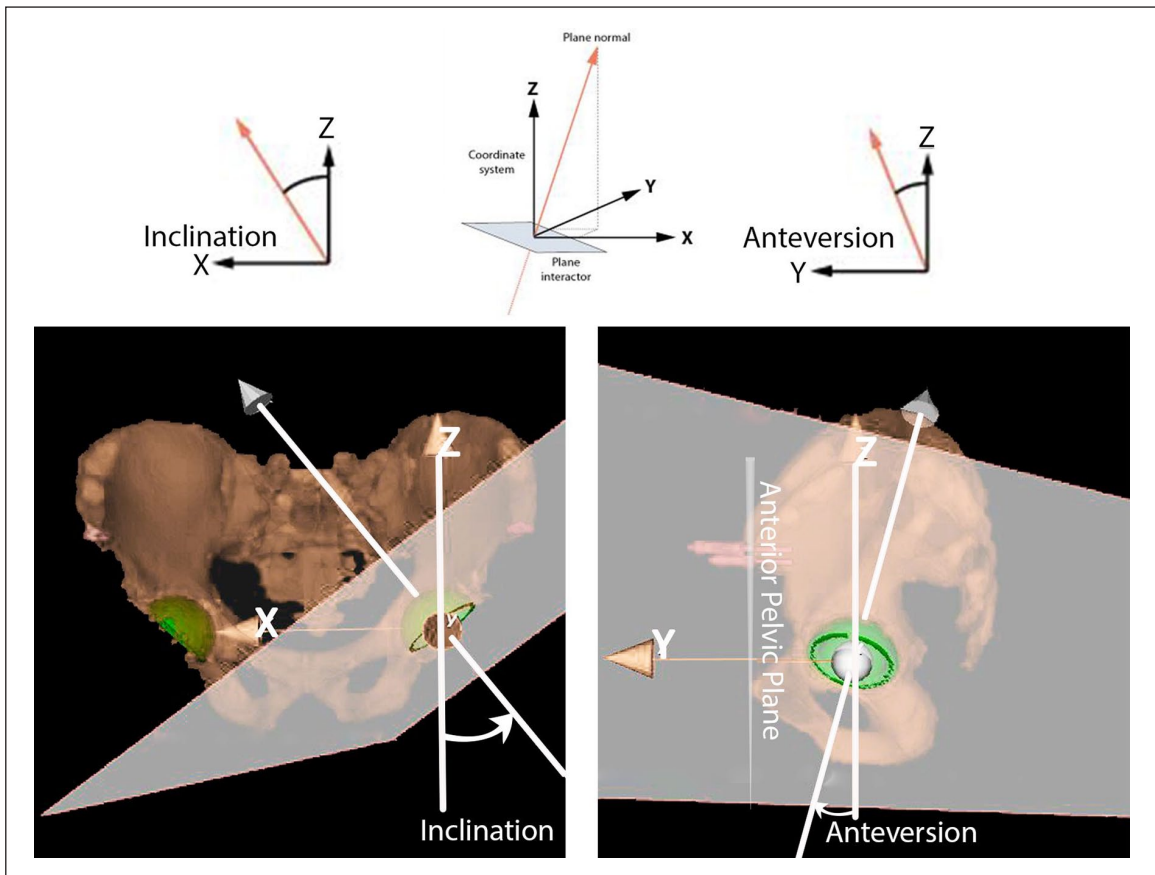 Plane normal
Z
Z
Z
Coordinate
system
Y
Inclination
X
X
Plane
interactor
Anteversion
Y
Z
Z
X
y
Y
Anterior Pelvic Plane
Inclination
Anteversion